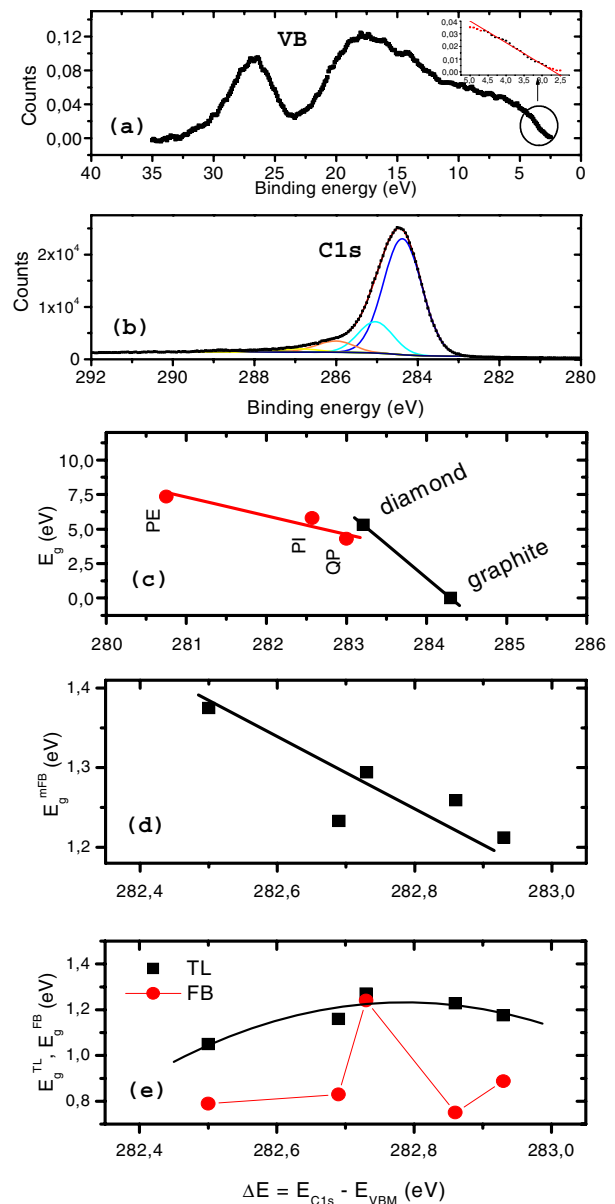 0,12
0,08
0,04
0,00
Counts
VB
(a)
0,04
0,03
0,02
0,01
0,00
5,0 4,5 4,0 3,5 3,0 2,5
40 35 30 25 20 15 10 5 0
Binding energy (eV)
2x10^4
1x10^4
0
Counts
C1s
(b)
292 290 288 286 284 282 280
Binding energy (eV)
10,0
7,5
5,0
2,5
0,0
E_g (eV)
PE
PI
QP
diamond
graphite
(c)
280 281 282 283 284 285 286
1,4
1,3
1,2
E_g^mFB (eV)
(d)
282,4 282,6 282,8 283,0
1,4
1,2
1,0
0,8
E_g^TL , E_g^FB (eV)
TL
FB
(e)
282,4 282,6 282,8 283,0
ΔE = E_C1s - E_VBM (eV)